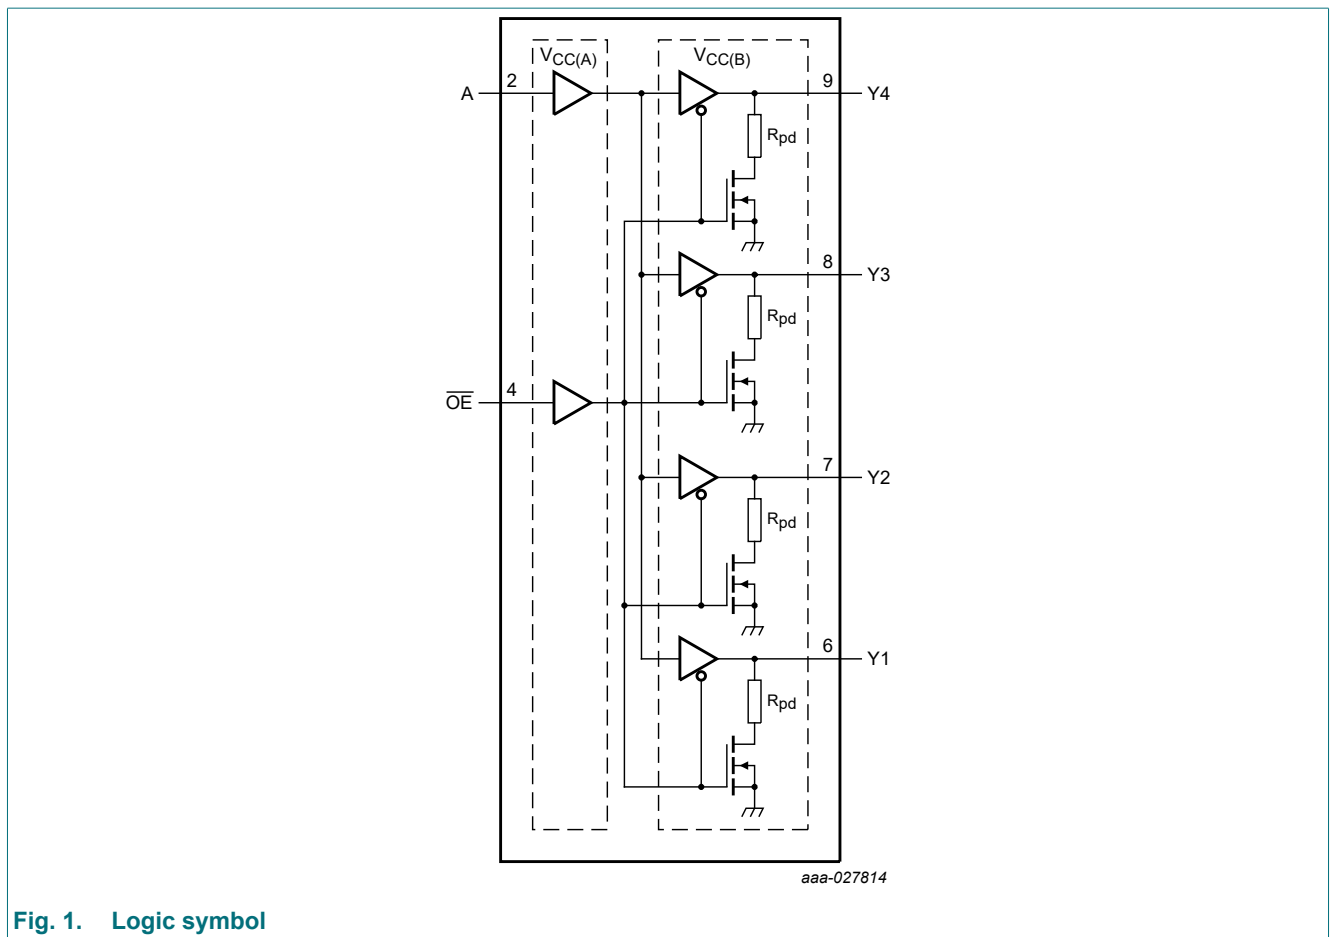 VCC(A) VCC(B)
A 2 9 Y4
Rpd
8 Y3
Rpd
O̅E̅ 4
7 Y2
Rpd
6 Y1
Rpd
aaa-027814
Fig. 1. Logic symbol